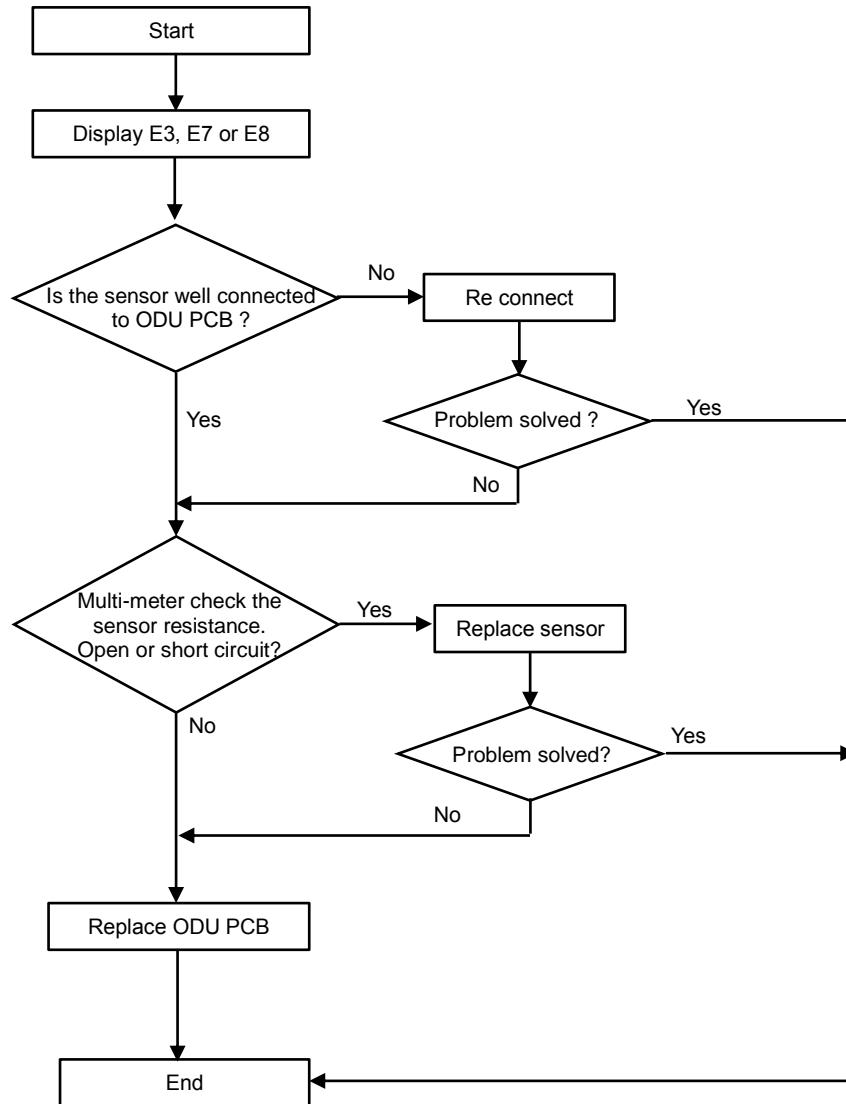 Start
Display E3, E7 or E8
Is the sensor well connected
to ODU PCB ?
No
Re connect
Yes
Problem solved ?
Yes
No
Multi-meter check the
sensor resistance.
Open or short circuit?
Yes
Replace sensor
No
Problem solved?
Yes
No
Replace ODU PCB
End